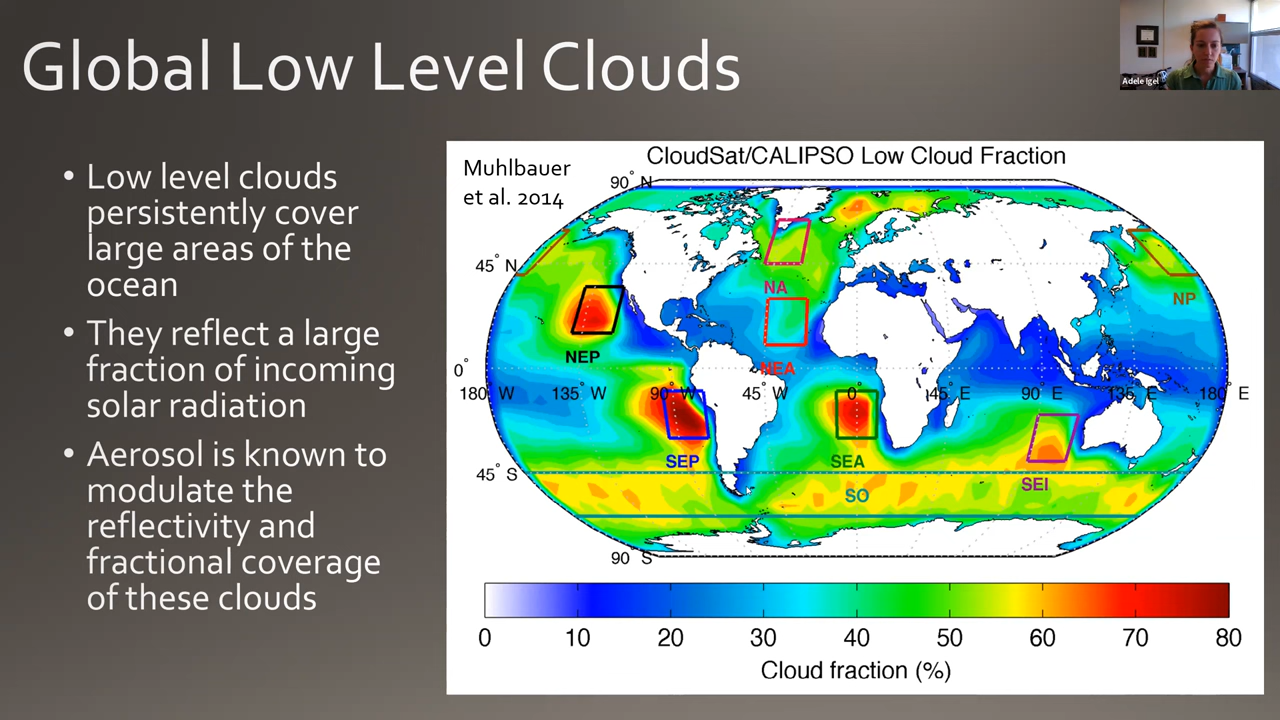 Global Low Level Clouds
Adele Igel
• Low level clouds
persistently cover
large areas of the
ocean
• They reflect a large
fraction of incoming
solar radiation
• Aerosol is known to
modulate the
reflectivity and
fractional coverage
of these clouds
Muhlbauer
et al. 2014
CloudSat/CALIPSO Low Cloud Fraction
90° N
45° N
NA
NP
NEP
NEA
0°
180° W 135° W 90° W 45° W 0° 45° E 90° E 135° E 180° E
SEP
SEA
SEI
45° S
SO
90° S
0 10 20 30 40 50 60 70 80
Cloud fraction (%)